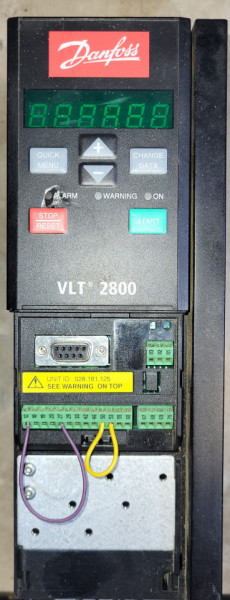 Danfoss
QUICK
MENU
+
−
CHANGE
DATA
ALARM
WARNING
ON
STOP
RESET
START
VLT® 2800
UNIT ID: 028.181.125
SEE WARNING ON TOP